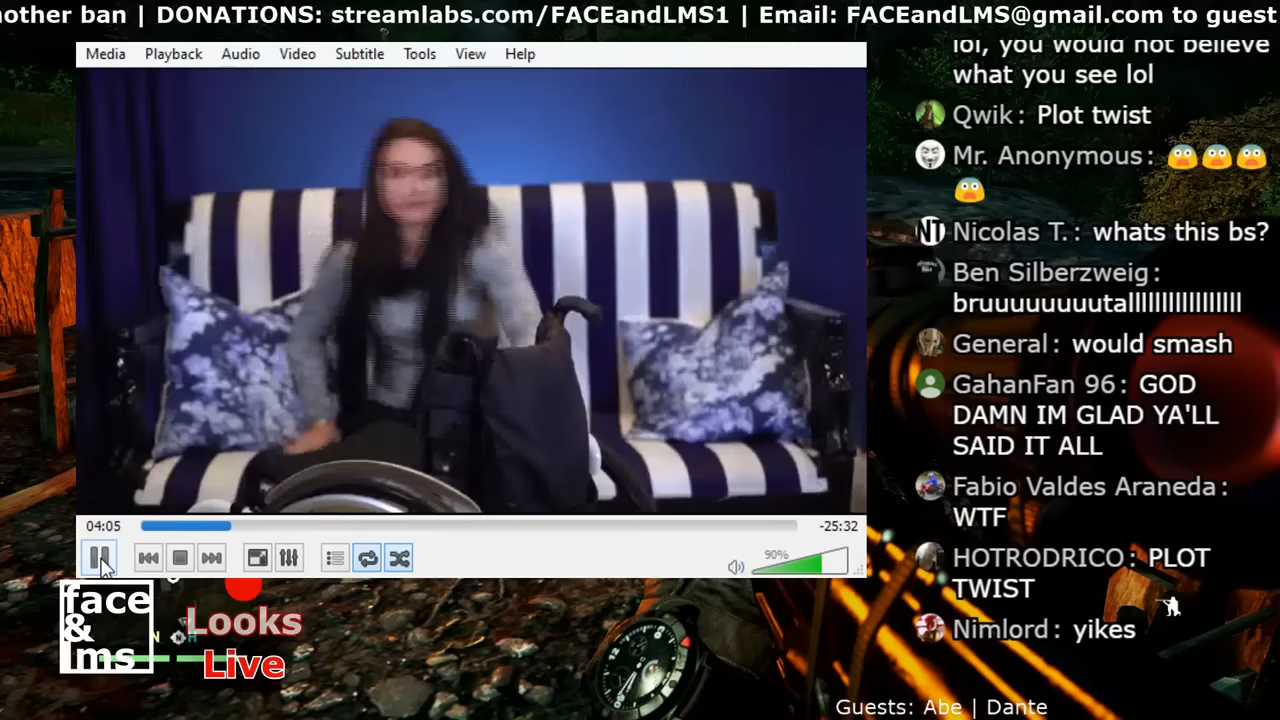 nother ban | DONATIONS: streamlabs.com/FACEandLMS1 | Email: FACEandLMS@gmail.com to guest
Media Playback Audio Video Subtitle Tools View Help
lol, you would not believe
what you see lol
Qwik: Plot twist
Mr. Anonymous: 😨😨😨
😨
NT Nicolas T.: whats this bs?
Ben Silberzweig:
bruuuuuuuutallllllllllllllllll
General: would smash
GahanFan 96: GOD
DAMN IM GLAD YA'LL
SAID IT ALL
Fabio Valdes Araneda:
WTF
HOTRODRICO: PLOT
TWIST
Nimlord: yikes
04:05
-25:32
90%
face
&
lms
Looks
Live
N
Guests: Abe | Dante